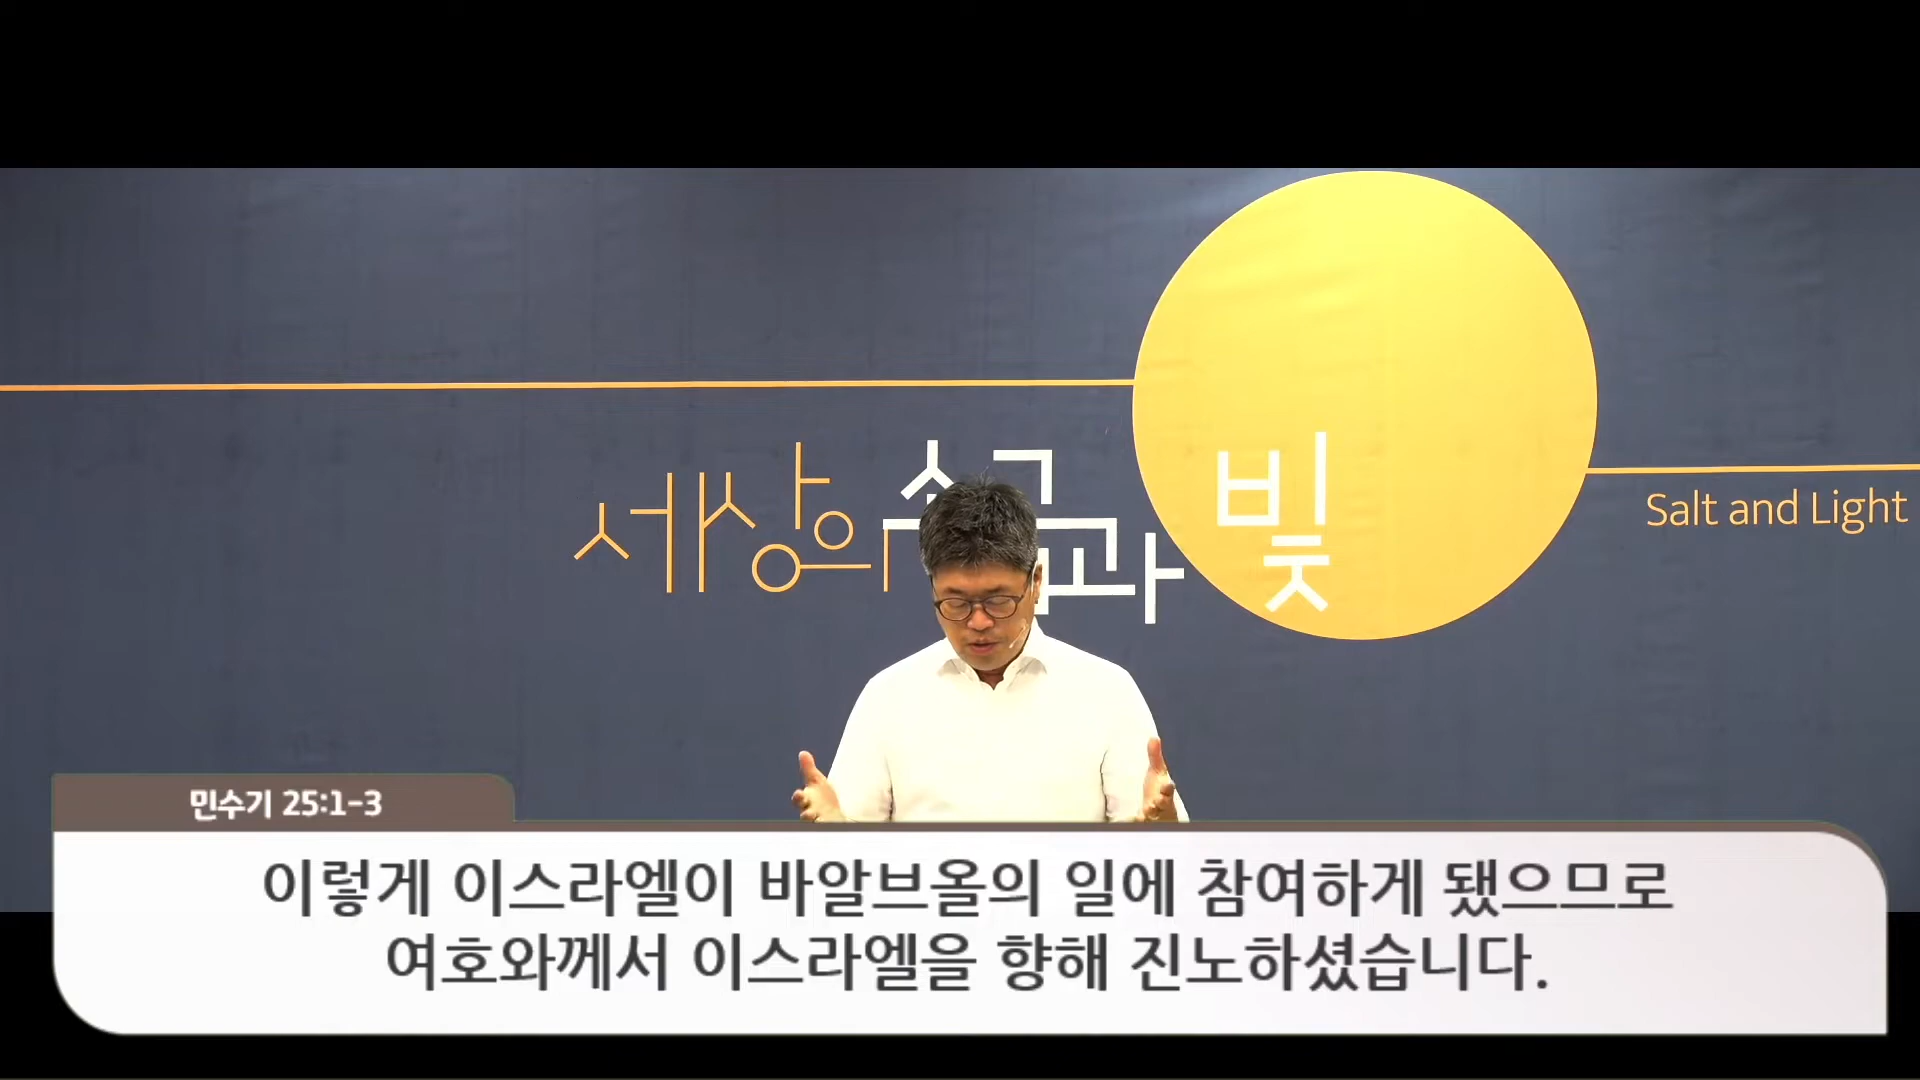 세상의
과 빛
Salt and Light
민수기 25:1-3
이렇게 이스라엘이 바알브올의 일에 참여하게 됐으므로
여호와께서 이스라엘을 향해 진노하셨습니다.